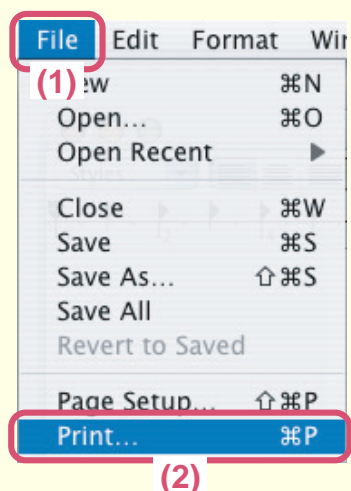 File Edit Format Wi
(1) ew ⌘N
Open... ⌘O
Open Recent ▶
Close ⌘W
Save ⌘S
Save As... ⇧⌘S
Save All
Revert to Saved
Page Setup... ⇧⌘P
Print... ⌘P
(2)